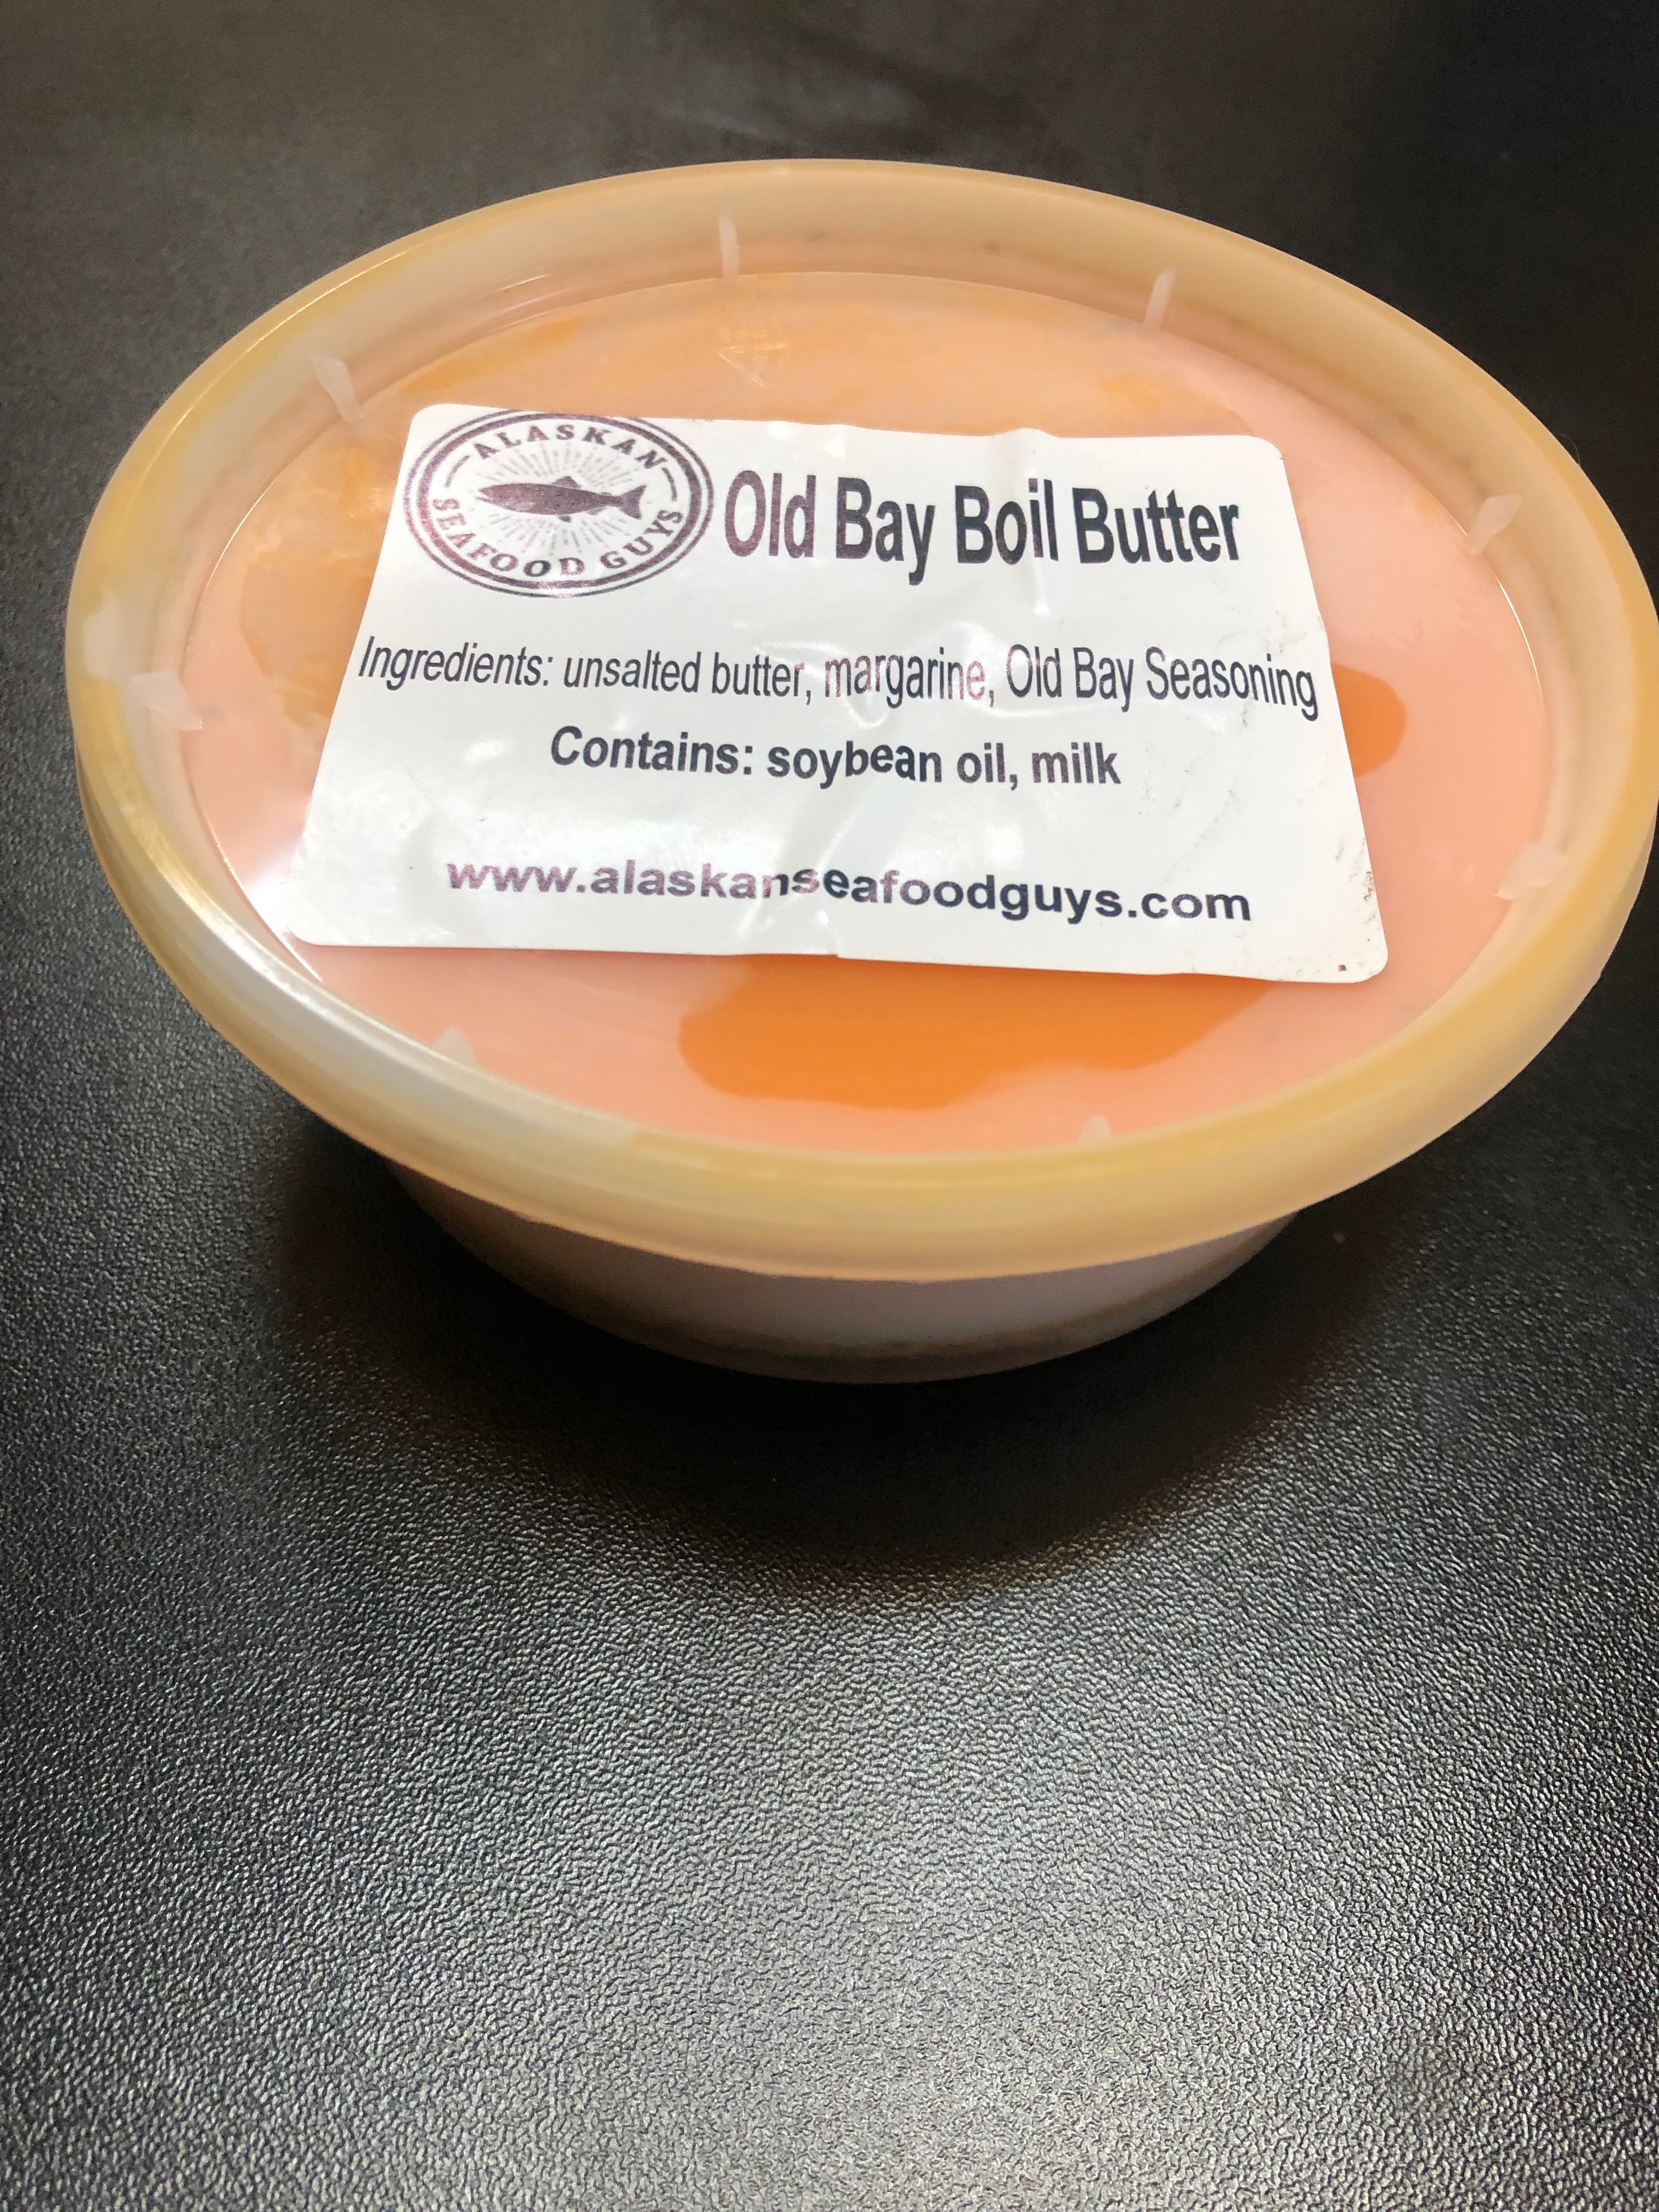 ALASKAN
SEAFOOD GUYS
Old Bay Boil Butter
Ingredients: unsalted butter, margarine, Old Bay Seasoning
Contains: soybean oil, milk
www.alaskanseafoodguys.com